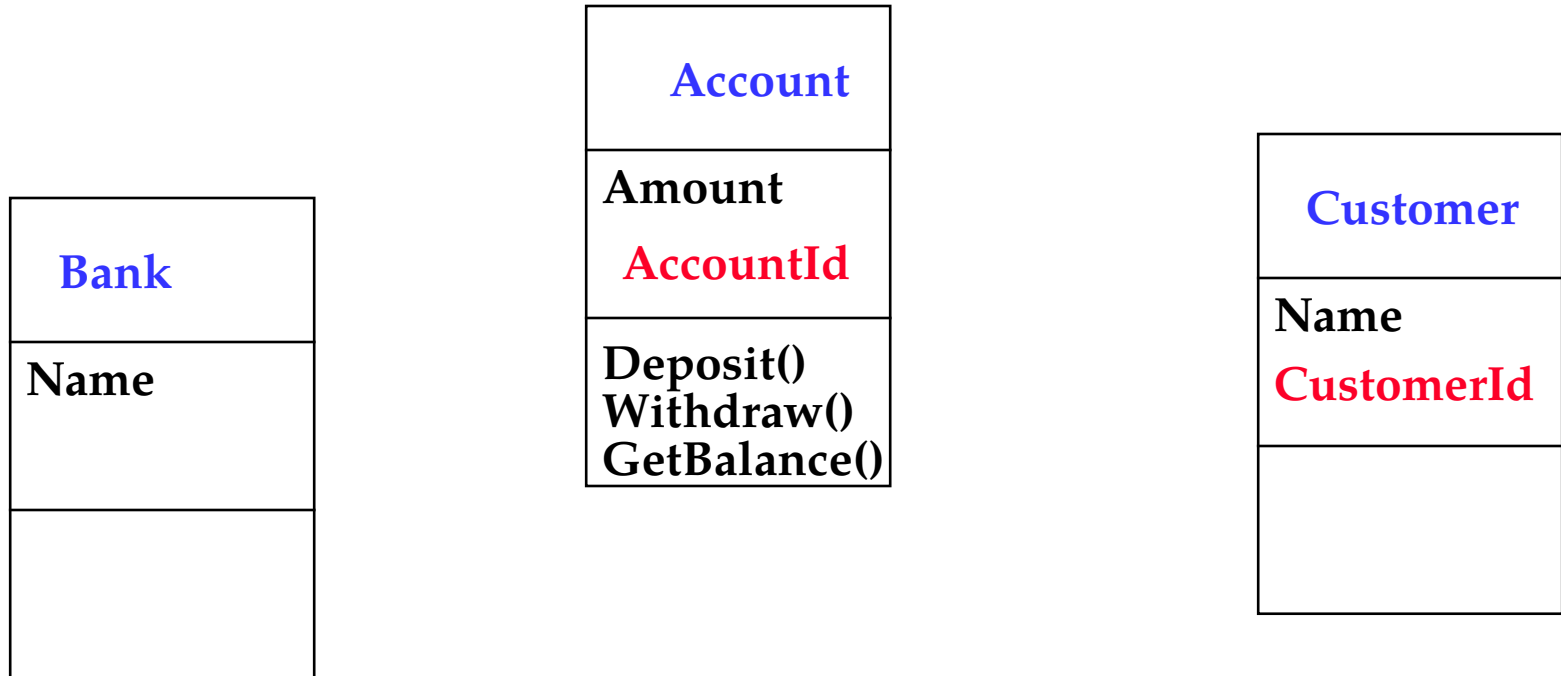 Bank
Name
Account
Amount
AccountId
Deposit()
Withdraw()
GetBalance()
Customer
Name
CustomerId